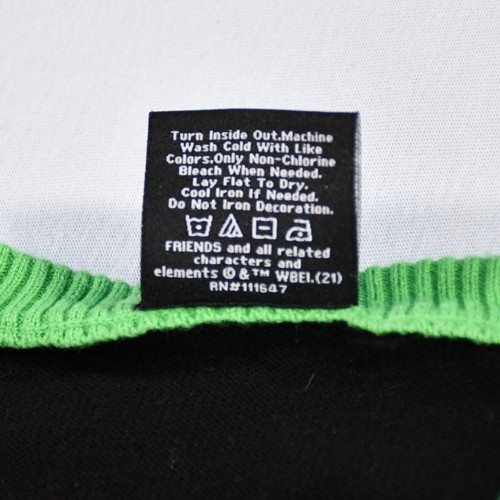 Turn Inside Out.Machine
Wash Cold With Like
Colors.Only Non-Chlorine
Bleach When Needed.
Lay Flat To Dry.
Cool Iron If Needed.
Do Not Iron Decoration.
FRIENDS and all related
characters and
elements © & ™ WBEI.(21)
RN#111647